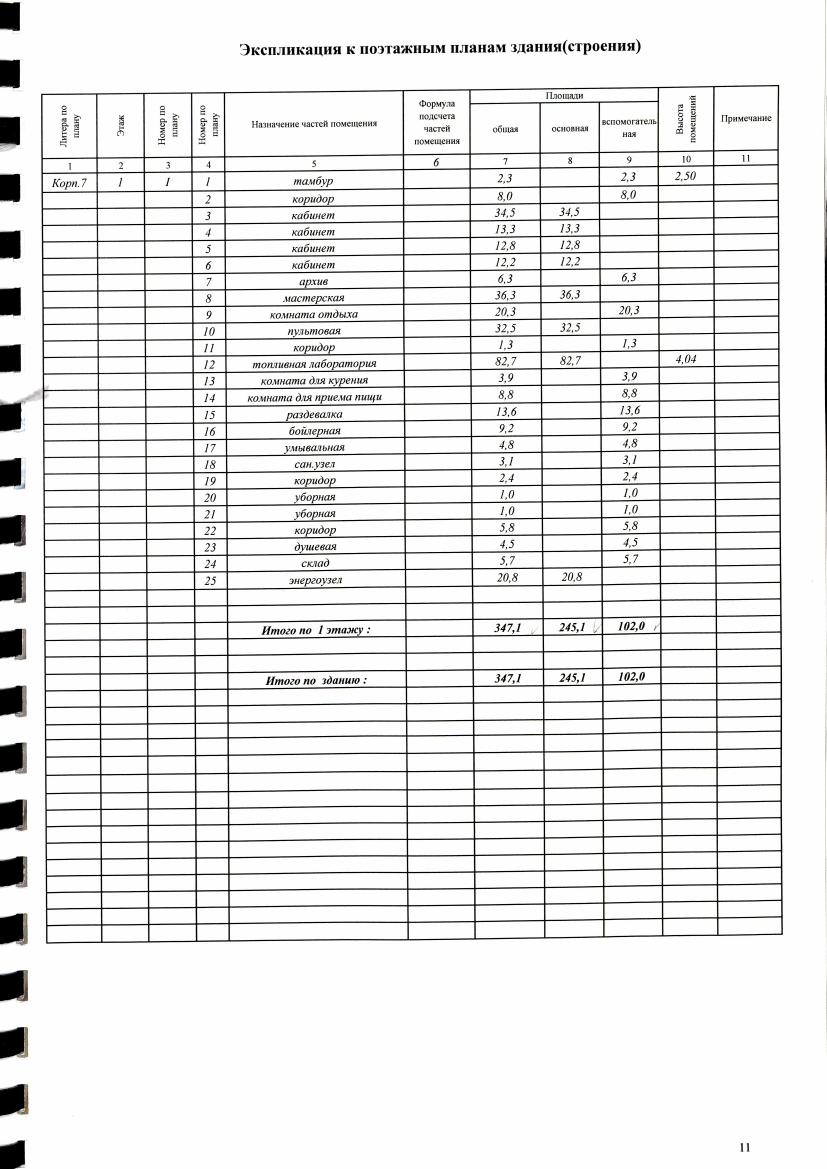 Экспликация к поэтажным планам здания(строения)
Литера по плану | Этаж | Номер по плану | Номер по плану | Назначение частей помещения | Формула подсчета частей помещения | Площади | Высота помещений | Примечание
общая | основная | вспомогатель ная
1 | 2 | 3 | 4 | 5 | 6 | 7 | 8 | 9 | 10 | 11
Корп.7 | 1 | I | 1 | тамбур | 2,3 | 2,3 | 2,50
2 | коридор | 8,0 | 8,0
3 | кабинет | 34,5 | 34,5
4 | кабинет | 13,3 | 13,3
5 | кабинет | 12,8 | 12,8
6 | кабинет | 12,2 | 12,2
7 | архив | 6,3 | 6,3
8 | мастерская | 36,3 | 36,3
9 | комната отдыха | 20,3 | 20,3
10 | пультовая | 32,5 | 32,5
11 | коридор | 1,3 | 1,3
12 | топливная лаборатория | 82,7 | 82,7 | 4,04
13 | комната для курения | 3,9 | 3,9
14 | комната для приема пищи | 8,8 | 8,8
15 | раздевалка | 13,6 | 13,6
16 | бойлерная | 9,2 | 9,2
17 | умывальная | 4,8 | 4,8
18 | сан.узел | 3,1 | 3,1
19 | коридор | 2,4 | 2,4
20 | уборная | 1,0 | 1,0
21 | уборная | 1,0 | 1,0
22 | коридор | 5,8 | 5,8
23 | душевая | 4,5 | 4,5
24 | склад | 5,7 | 5,7
25 | энергоузел | 20,8 | 20,8
Итого по 1 этажу : | 347,1 | 245,1 | 102,0
Итого по зданию : | 347,1 | 245,1 | 102,0
11